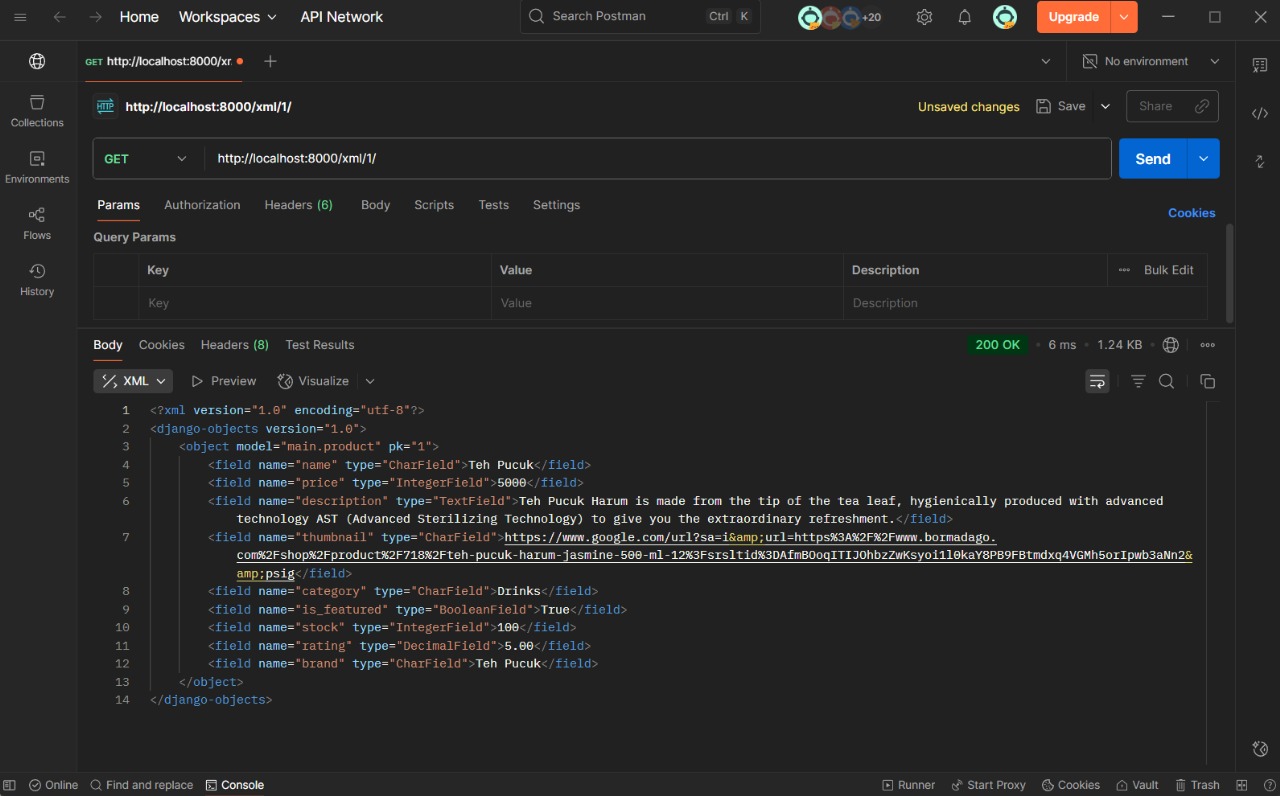 Home Workspaces API Network Search Postman Ctrl K +20 Upgrade
GET http://localhost:8000/xr No environment
HTTP http://localhost:8000/xml/1/ Unsaved changes Save Share
GET http://localhost:8000/xml/1/ Send
Collections
Environments
Flows
History
Params Authorization Headers (6) Body Scripts Tests Settings Cookies
Query Params
Key Value Description Bulk Edit
Key Value Description
Body Cookies Headers (8) Test Results 200 OK • 6 ms • 1.24 KB
XML Preview Visualize
1 <?xml version="1.0" encoding="utf-8"?>
2 <django-objects version="1.0">
3 <object model="main.product" pk="1">
4 <field name="name" type="CharField">Teh Pucuk</field>
5 <field name="price" type="IntegerField">5000</field>
6 <field name="description" type="TextField">Teh Pucuk Harum is made from the tip of the tea leaf, hygienically produced with advanced
technology AST (Advanced Sterilizing Technology) to give you the extraordinary refreshment.</field>
7 <field name="thumbnail" type="CharField">https://www.google.com/url?sa=i&amp;url=https%3A%2F%2Fwww.bormadago.
com%2Fshop%2Fproduct%2F718%2Fteh-pucuk-harum-jasmine-500-ml-12%3Fsrsltid%3DAfmBOoqITIJOhbzZwKsyoi1l0kaY8PB9FBtmdxq4VGMh5orIpwb3aNn2&
amp;psig</field>
8 <field name="category" type="CharField">Drinks</field>
9 <field name="is_featured" type="BooleanField">True</field>
10 <field name="stock" type="IntegerField">100</field>
11 <field name="rating" type="DecimalField">5.00</field>
12 <field name="brand" type="CharField">Teh Pucuk</field>
13 </object>
14 </django-objects>
Online Find and replace Console Runner Start Proxy Cookies Vault Trash